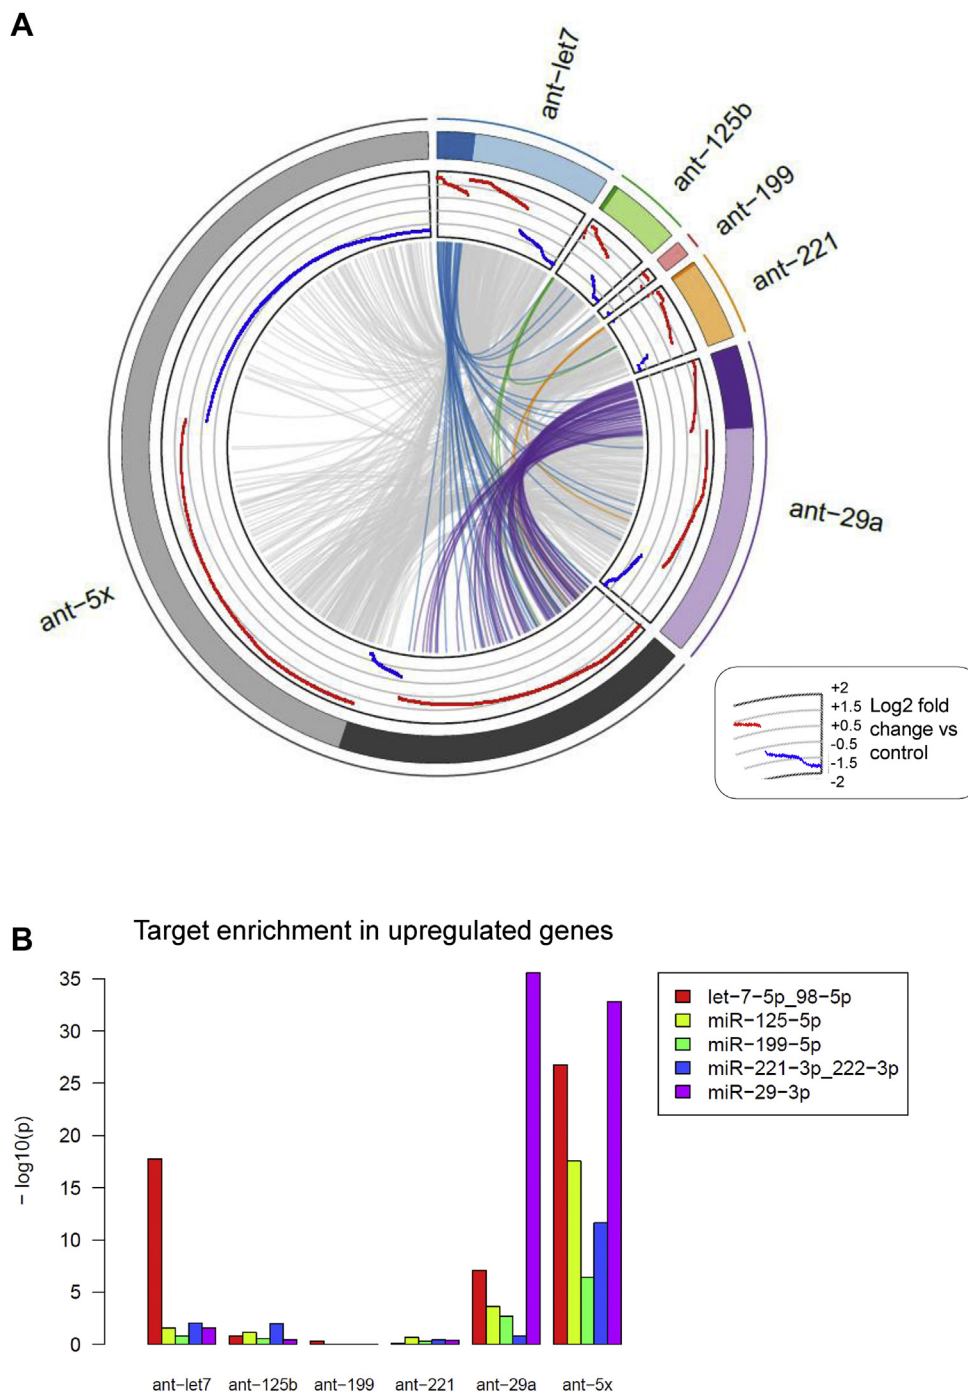 A
ant-let7
ant-125b
ant-199
ant-221
ant-29a
ant-5x
+2
+1.5
+0.5
-0.5
-1.5
-2
Log2 fold
change vs
control
B
Target enrichment in upregulated genes
35
30
25
20
15
10
5
0
- log10(p)
let-7-5p_98-5p
miR-125-5p
miR-199-5p
miR-221-3p_222-3p
miR-29-3p
ant-let7 ant-125b ant-199 ant-221 ant-29a ant-5x